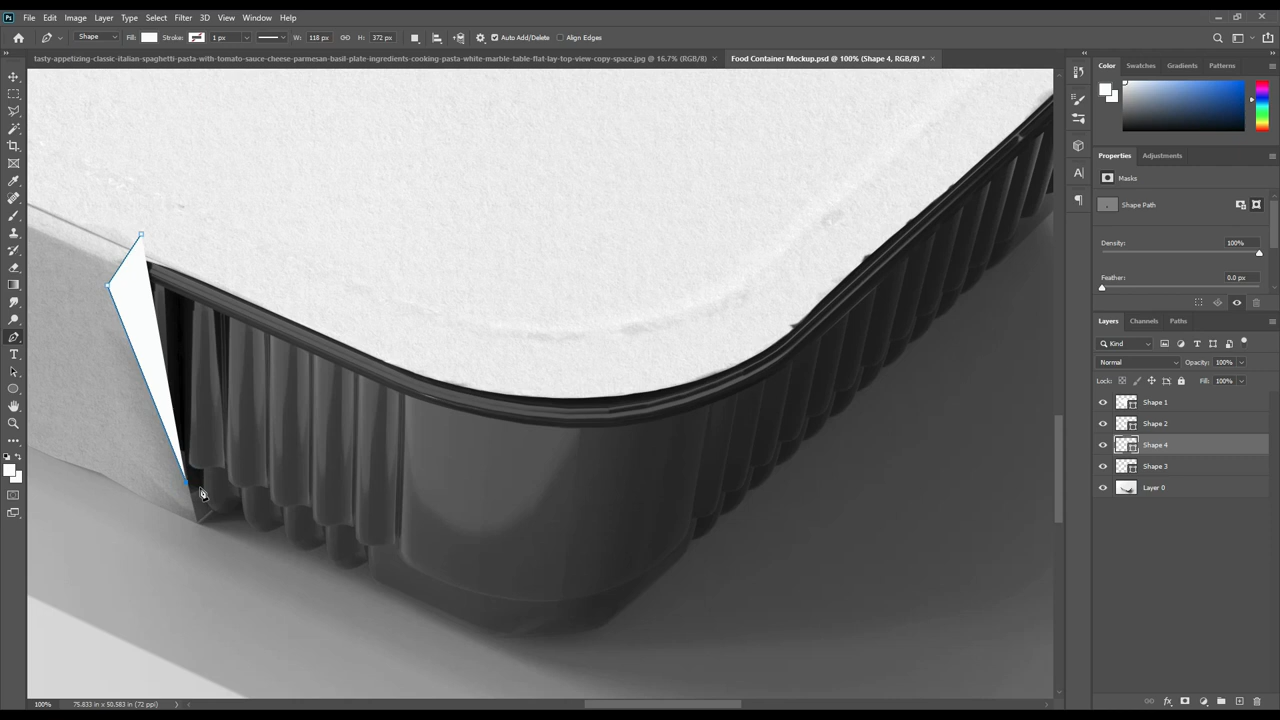 Ps File Edit Image Layer Type Select Filter 3D View Window Help
Shape Fill: Stroke: 1 px W: 118 px H: 372 px Auto Add/Delete Align Edges
tasty-appetizing-classic-italian-spaghetti-pasta-with-tomato-sauce-cheese-parmesan-basil-plate-ingredients-cooking-pasta-white-marble-table-flat-lay-top-view-copy-space.jpg @ 16.7% (RGB/8) × Food Container Mockup.psd @ 100% (Shape 4, RGB/8) * ×
Color Swatches Gradients Patterns
Properties Adjustments
Masks
Shape Path
Density: 100%
Feather: 0.0 px
Layers Channels Paths
Kind
Normal Opacity: 100%
Lock: Fill: 100%
Shape 1
Shape 2
Shape 4
Shape 3
Layer 0
100% 75.833 in x 50.583 in (72 ppi)